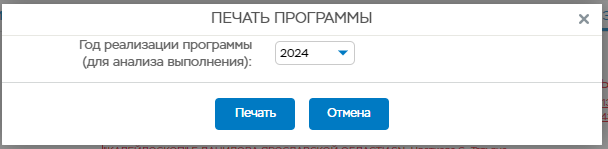 ПЕЧАТЬ ПРОГРАММЫ
Год реализации программы
(для анализа выполнения):
2024
Печать
Отмена